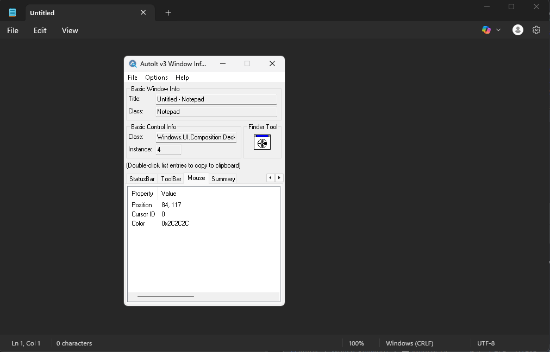 Untitled
File Edit View
AutoIt v3 Window Inf...
File Options Help
Basic Window Info
Title: Untitled - Notepad
Class: Notepad
Basic Control Info
Finder Tool
Class: Windows.UI.Composition.Desk
Instance: 4
(Double-click list entries to copy to clipboard)
StatusBar ToolBar Mouse Summary
Property Value
Position 84, 117
Cursor ID 0
Color 0x2C2C2C
Ln 1, Col 1 0 characters 100% Windows (CRLF) UTF-8